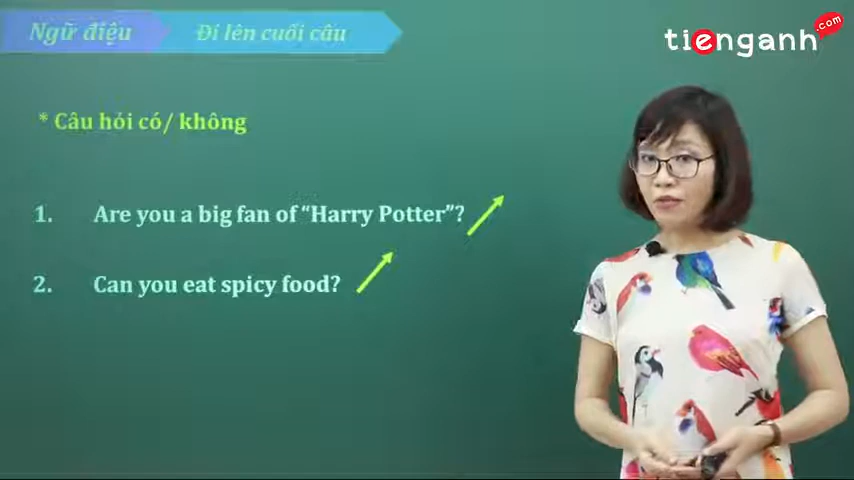 Ngữ điệu
Đi lên cuối câu
tienganh.com
* Câu hỏi có/ không
1. Are you a big fan of “Harry Potter”?
2. Can you eat spicy food?